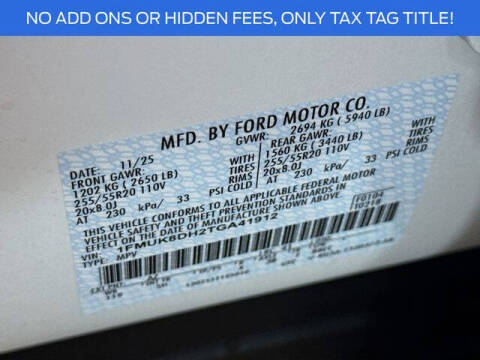 NO ADD ONS OR HIDDEN FEES, ONLY TAX TAG TITLE!
MFD. BY FORD MOTOR CO.
DATE: 11/25 GVWR: 2694 KG ( 5940 LB)
FRONT GAWR: WITH REAR GAWR: WITH
1202 KG ( 2650 LB) TIRES 1560 KG ( 3440 LB) TIRES
255/55R20 110V RIMS 255/55R20 110V RIMS
20x8.0J PSI COLD 20x8.0J PSI COLD
AT 230 kPa/ 33 AT 230 kPa/ 33
THIS VEHICLE CONFORMS TO ALL APPLICABLE FEDERAL MOTOR
VEHICLE SAFETY AND THEFT PREVENTION STANDARDS IN EFFECT ON THE DATE OF MANUFACTURE SHOWN ABOVE.
VIN: 1FMUK8DH2TGA41912
TYPE: MPV
F0104